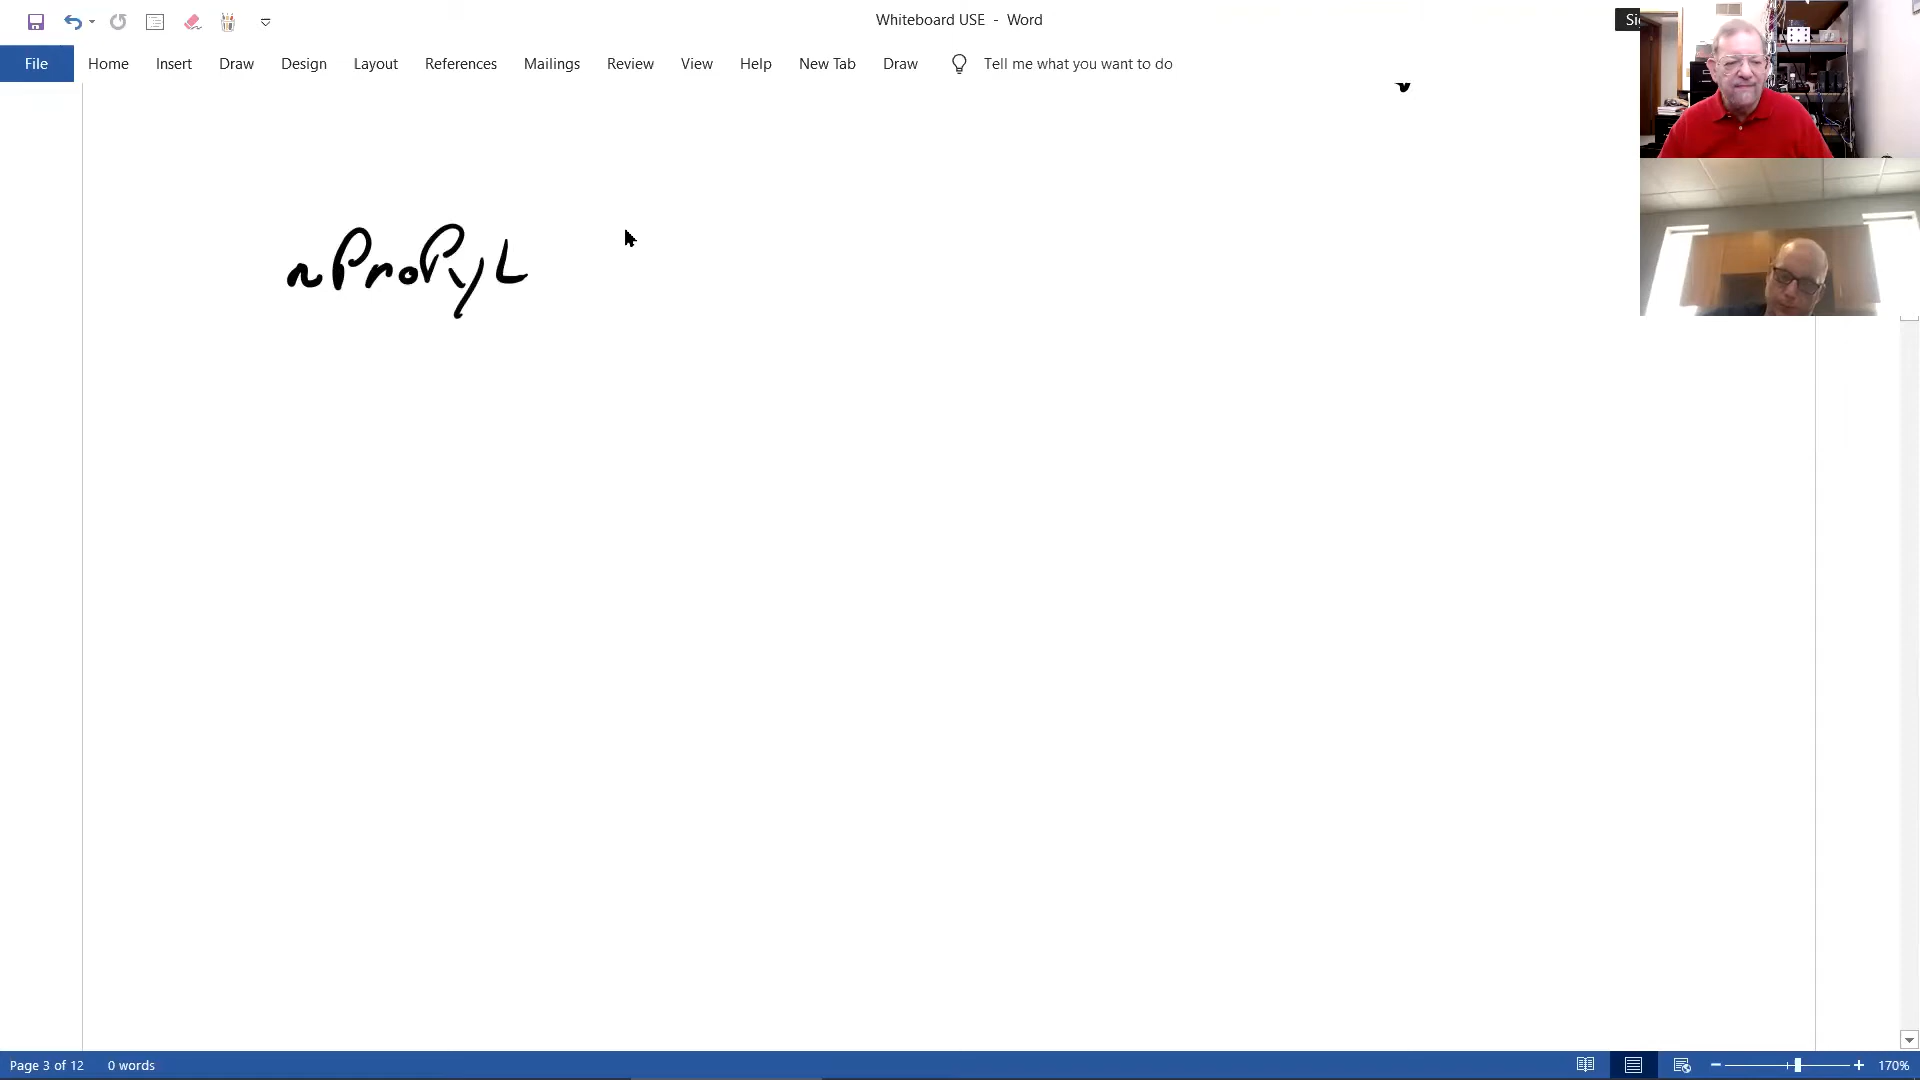 Whiteboard USE - Word
File Home Insert Draw Design Layout References Mailings Review View Help New Tab Draw Tell me what you want to do
nProPyL
Page 3 of 12 0 words
170%